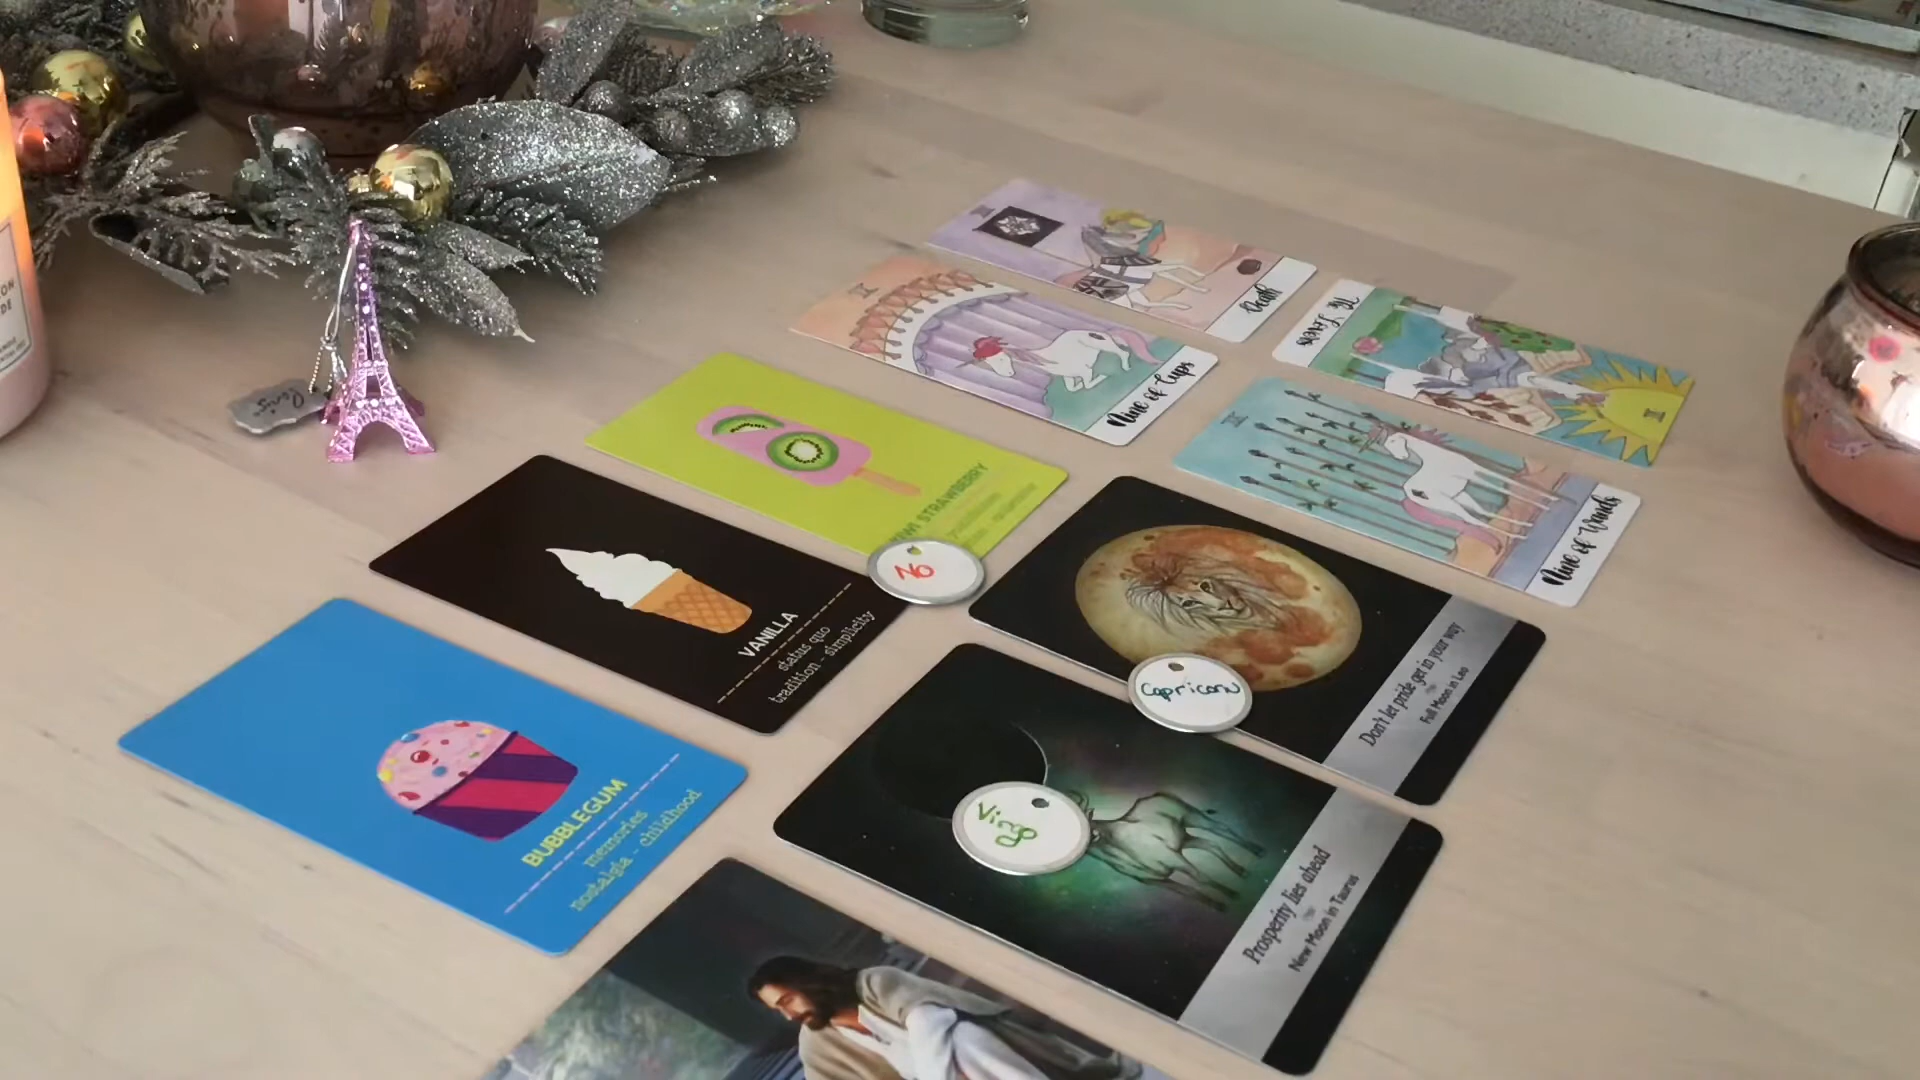 Death
Nine of Cups
The Lovers
Nine of Wands
KIWI STRAWBERRY
No
VANILLA
status quo
tradition - simplicity
BUBBLEGUM
memories
nostalgia - childhood
Don't let pride get in your way
Full Moon in Leo
Capricorn
Prosperity lies ahead
New Moon in Taurus
Paris